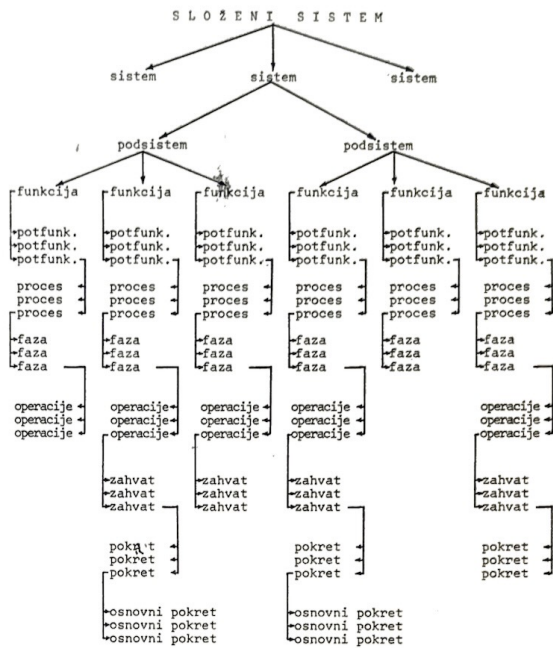 SLOŽENI SISTEM
sistem sistem sistem
podsistem podsistem
funkcija funkcija funkcija funkcija funkcija funkcija
potfunk. potfunk. potfunk. potfunk. potfunk. potfunk.
potfunk. potfunk. potfunk. potfunk. potfunk. potfunk.
potfunk. potfunk. potfunk. potfunk. potfunk. potfunk.
proces proces proces proces proces proces
proces proces proces proces proces proces
proces proces proces proces proces proces
faza faza faza faza faza faza
faza faza faza faza faza faza
faza faza faza faza faza faza
operacije operacije operacije operacije operacije
operacije operacije operacije operacije operacije
operacije operacije operacije operacije operacije
zahvat zahvat zahvat zahvat
zahvat zahvat zahvat zahvat
zahvat zahvat zahvat zahvat
pokret pokret pokret
pokret pokret pokret
pokret pokret pokret
osnovni pokret osnovni pokret
osnovni pokret osnovni pokret
osnovni pokret osnovni pokret